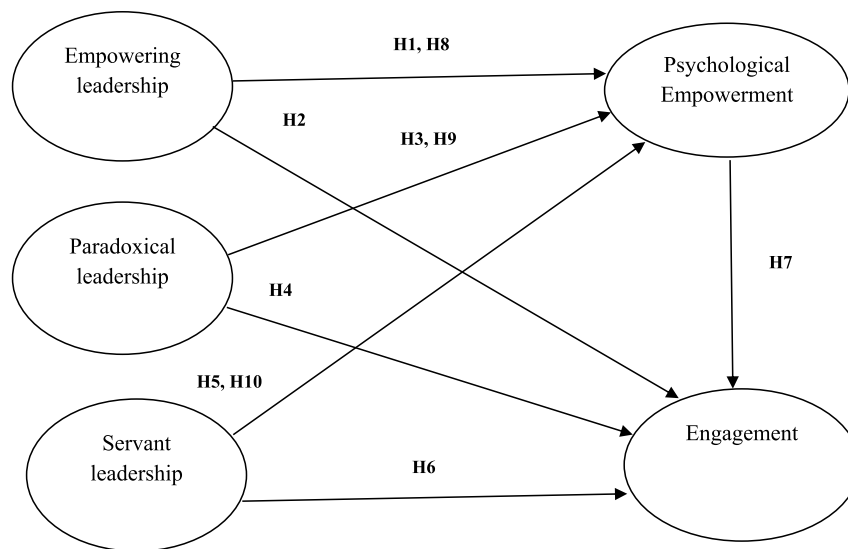 Empowering
leadership
H1, H8
Psychological
Empowerment
H2
H3, H9
Paradoxical
leadership
H4
H7
H5, H10
Servant
leadership
H6
Engagement